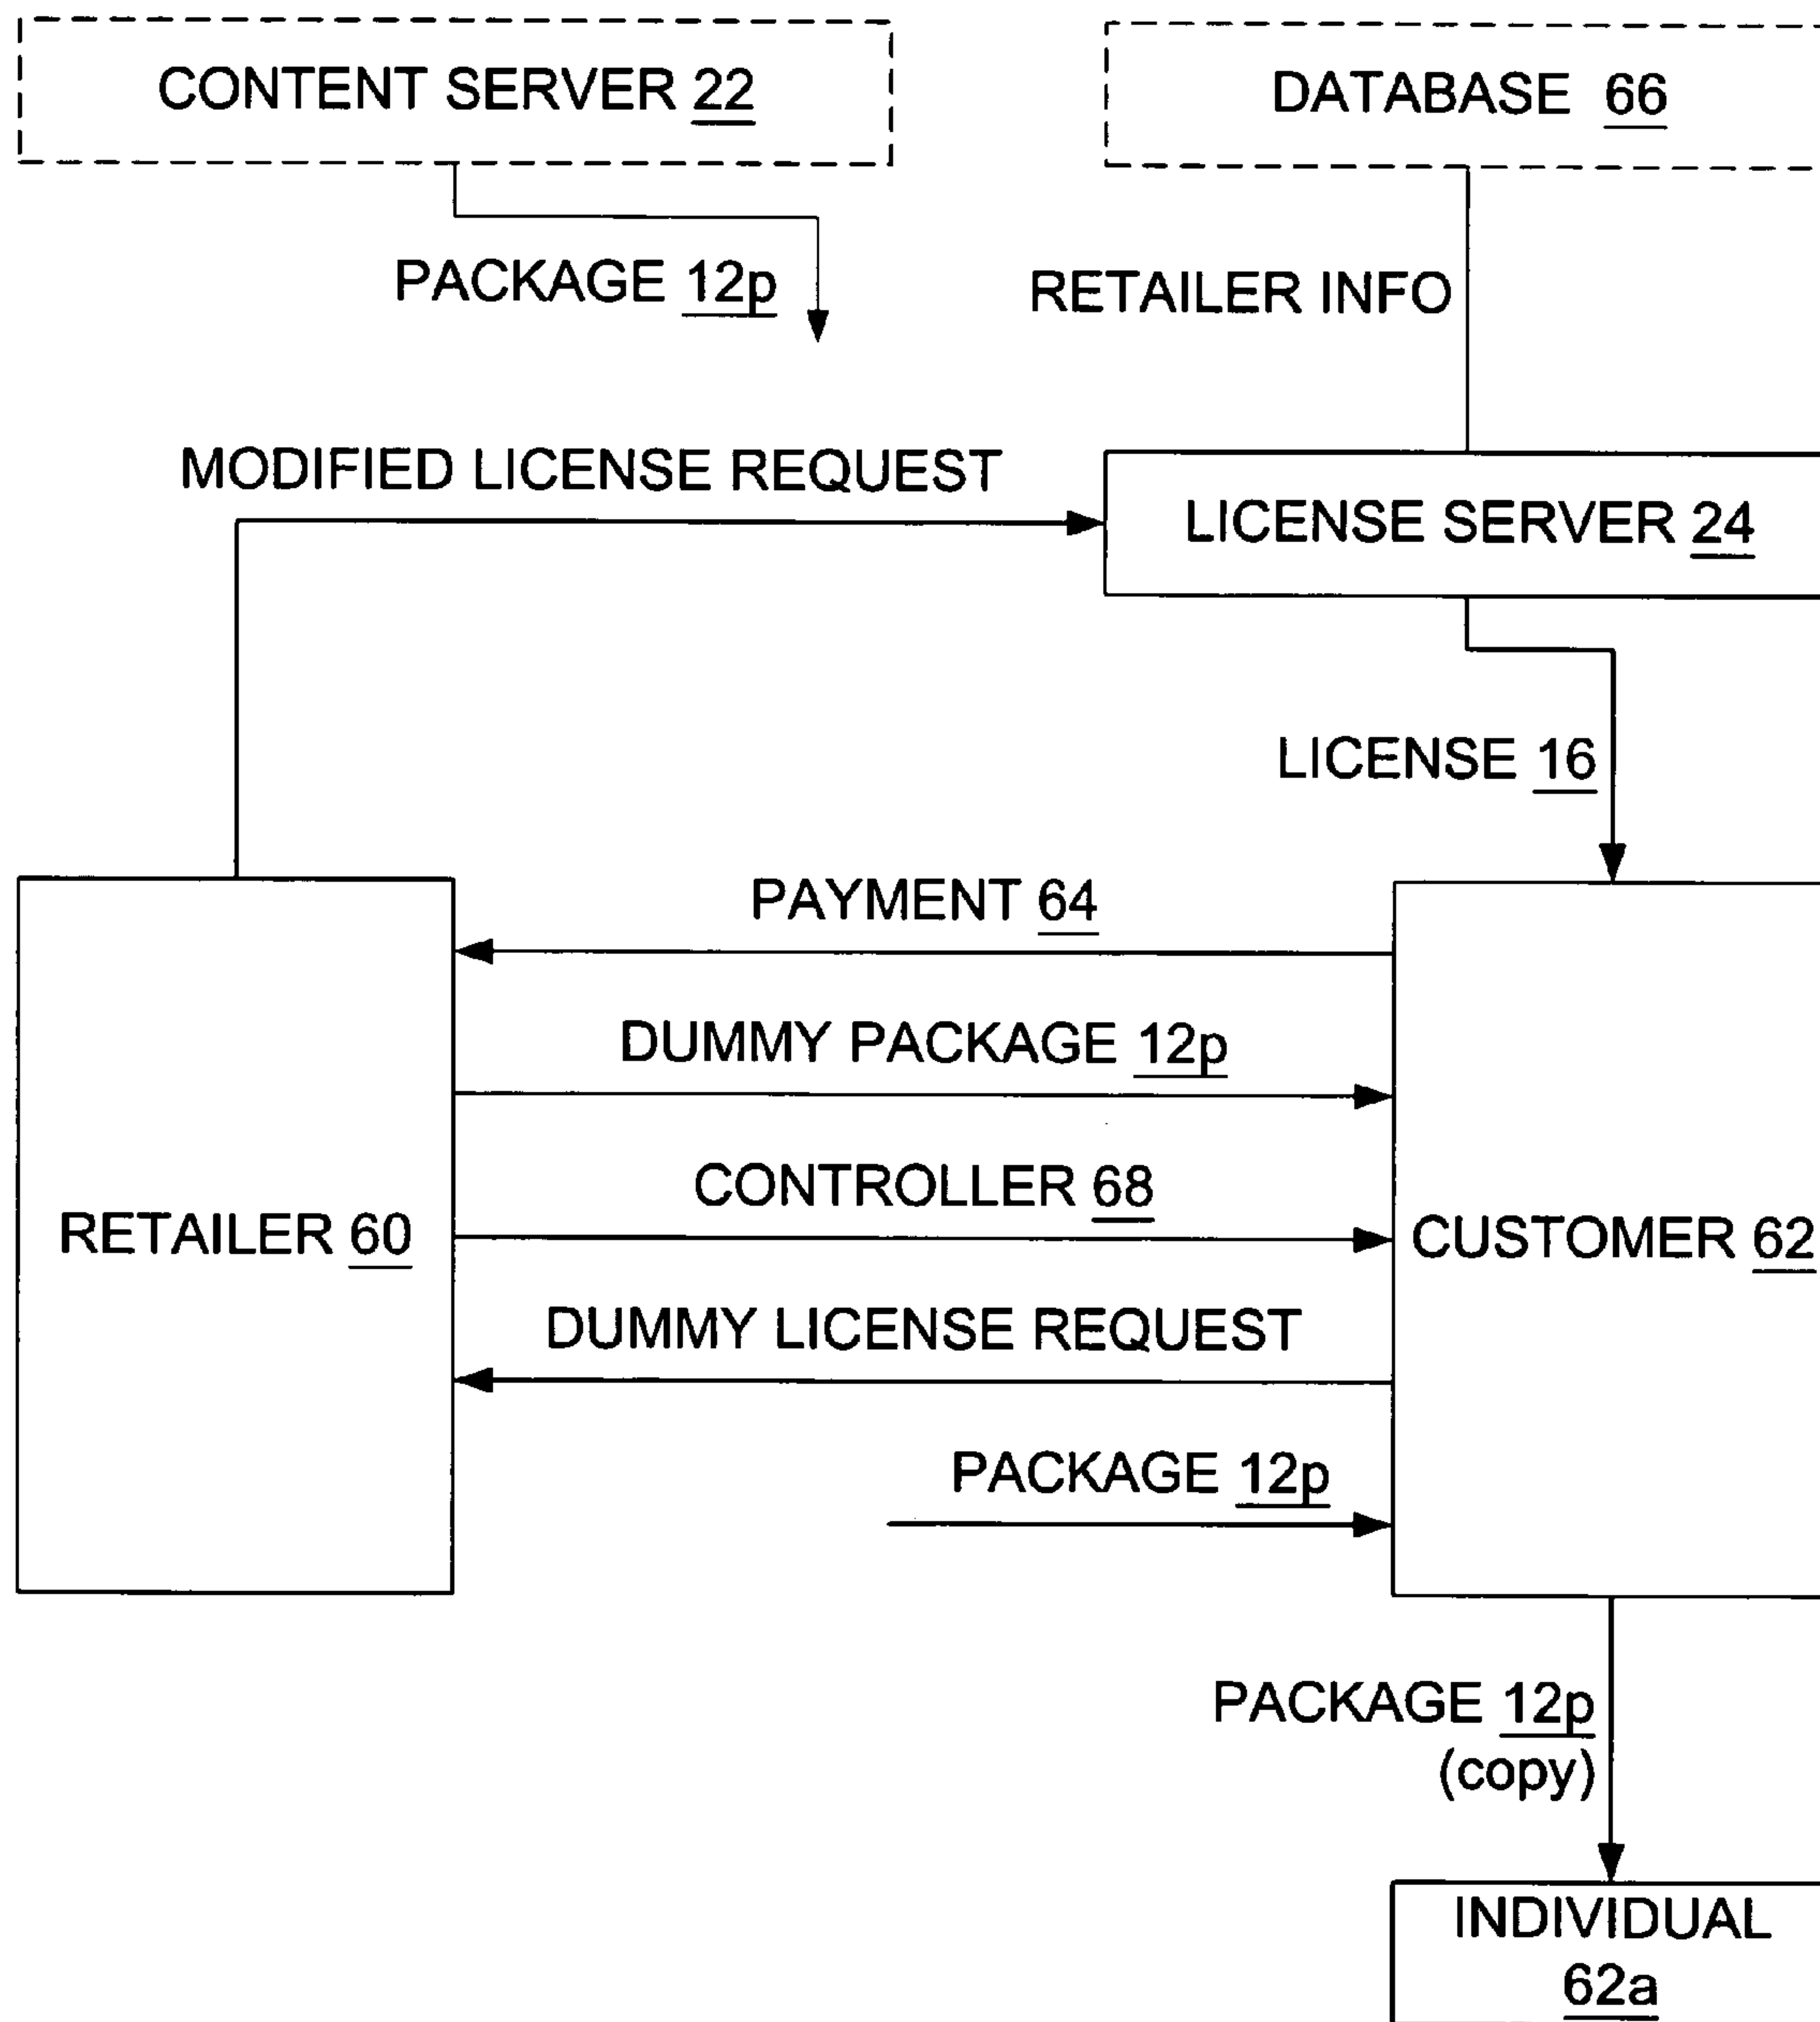 CONTENT SERVER 22
DATABASE 66
PACKAGE 12p
RETAILER INFO
MODIFIED LICENSE REQUEST
LICENSE SERVER 24
LICENSE 16
PAYMENT 64
DUMMY PACKAGE 12p
CONTROLLER 68
RETAILER 60
CUSTOMER 62
DUMMY LICENSE REQUEST
PACKAGE 12p
PACKAGE 12p
(copy)
INDIVIDUAL
62a